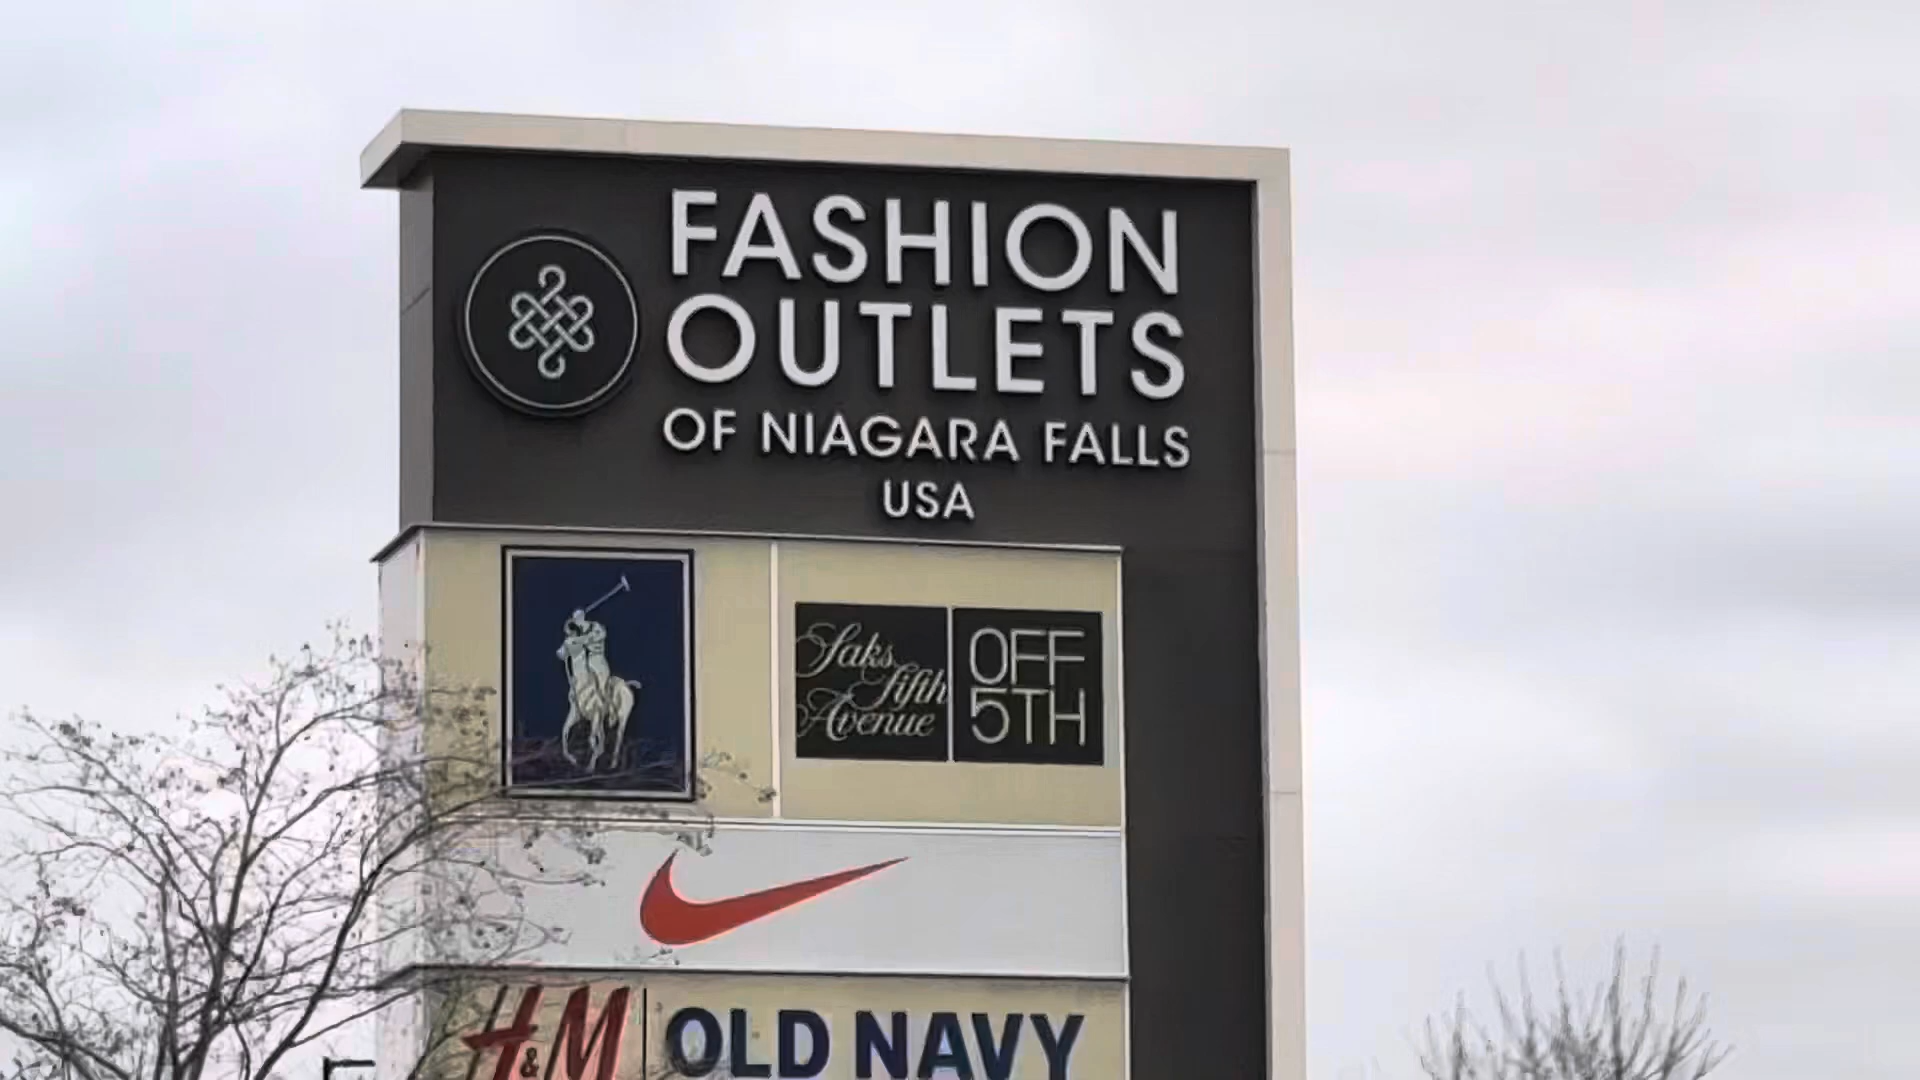 FASHION
OUTLETS
OF NIAGARA FALLS
USA
Saks
fifth
Avenue
OFF
5TH
H&M
OLD NAVY